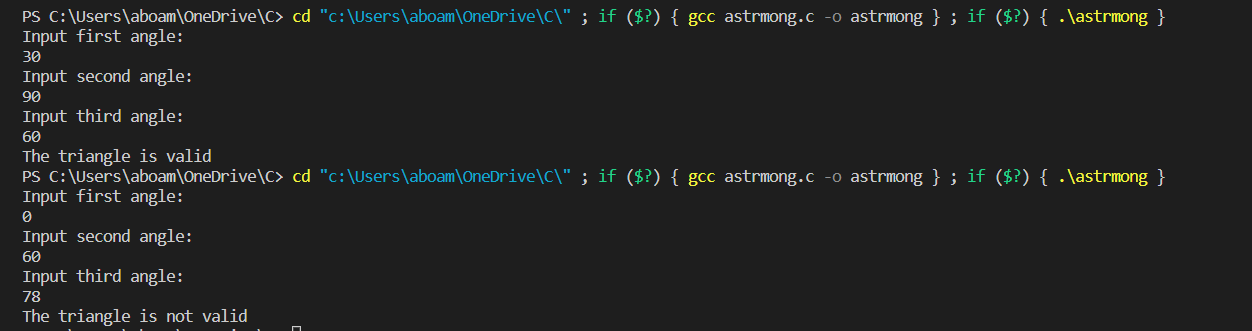 PS C:\Users\aboam\OneDrive\C> cd "c:\Users\aboam\OneDrive\C\" ; if ($?) { gcc astrmong.c -o astrmong } ; if ($?) { .\astrmong }
Input first angle:
30
Input second angle:
90
Input third angle:
60
The triangle is valid
PS C:\Users\aboam\OneDrive\C> cd "c:\Users\aboam\OneDrive\C\" ; if ($?) { gcc astrmong.c -o astrmong } ; if ($?) { .\astrmong }
Input first angle:
0
Input second angle:
60
Input third angle:
78
The triangle is not valid